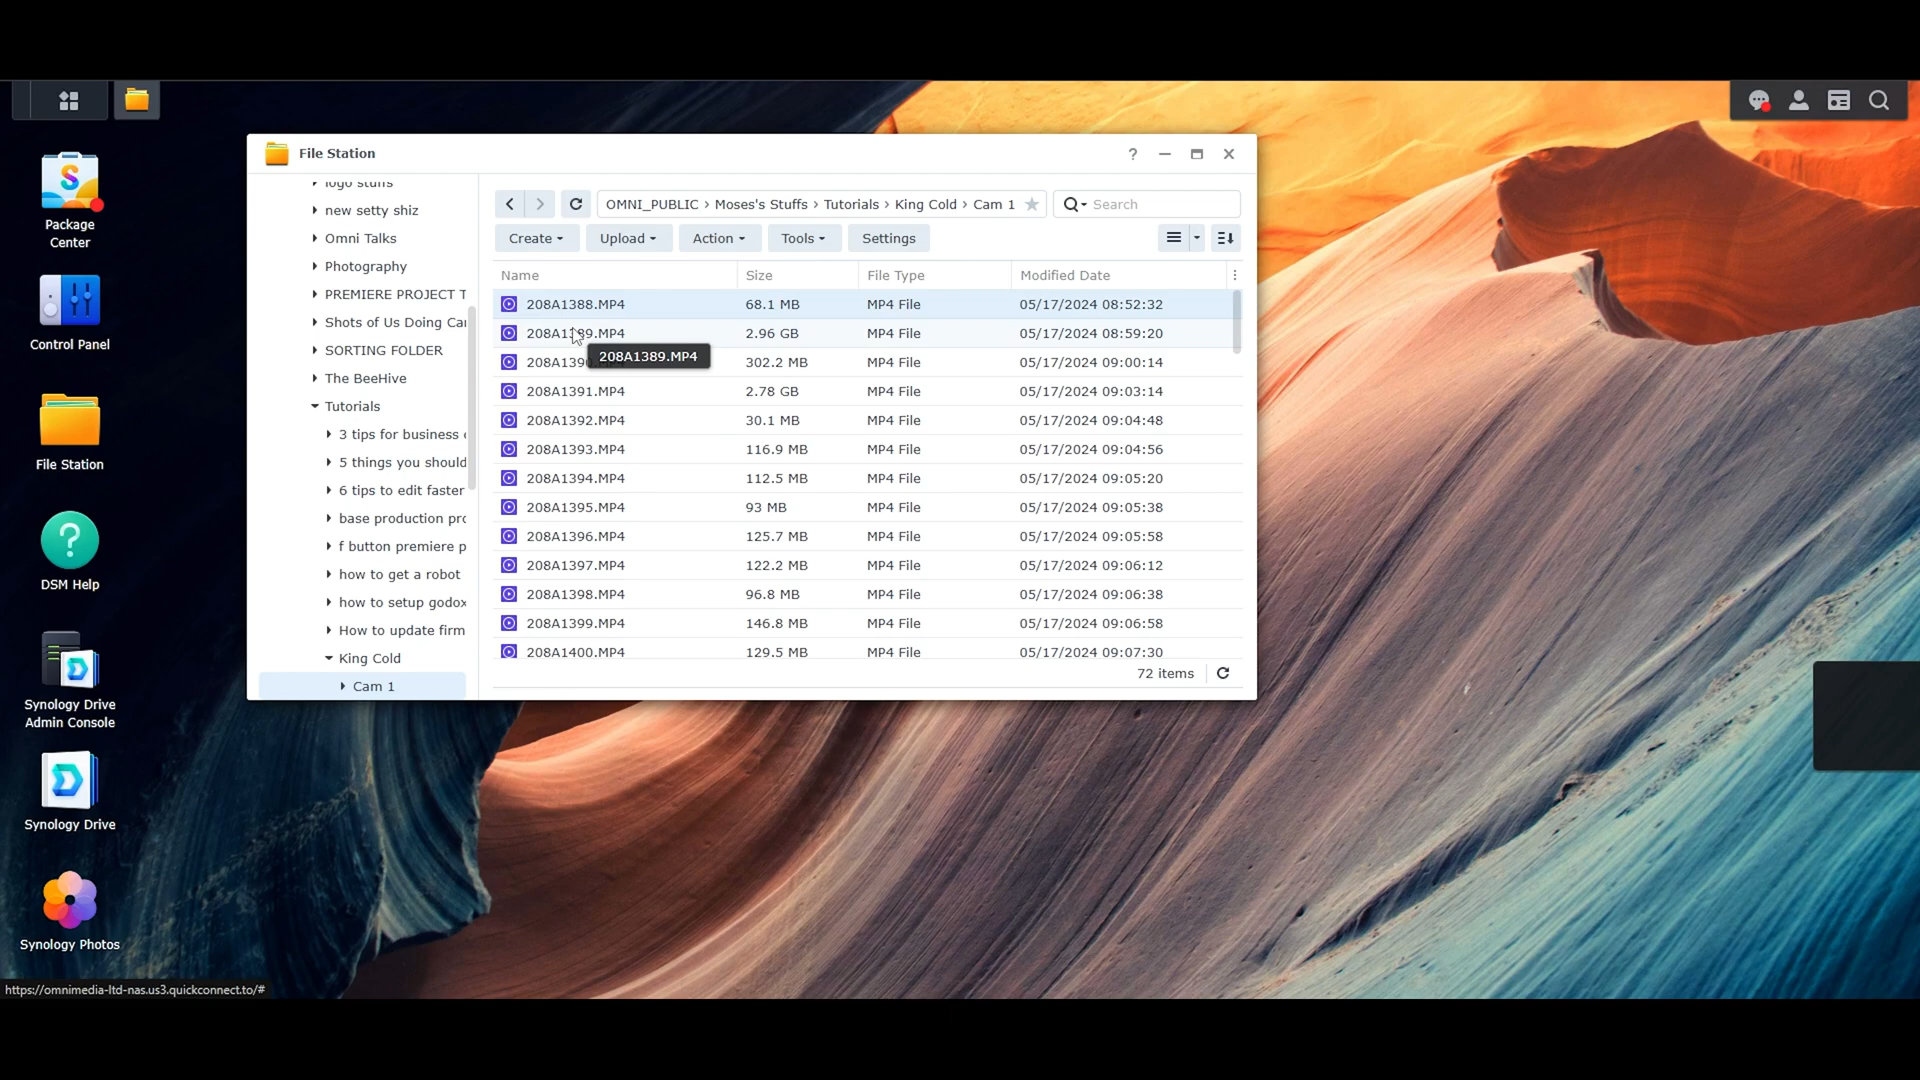 File Station
?
logo stuffs
new setty shiz
Omni Talks
Photography
PREMIERE PROJECT T
Shots of Us Doing Car
SORTING FOLDER
The BeeHive
Tutorials
3 tips for business
5 things you should
6 tips to edit faster
base production pro
f button premiere p
how to get a robot
how to setup godox
How to update firm
King Cold
Cam 1
OMNI_PUBLIC › Moses's Stuffs › Tutorials › King Cold › Cam 1
Search
Create Upload Action Tools Settings
Name Size File Type Modified Date
208A1388.MP4 68.1 MB MP4 File 05/17/2024 08:52:32
208A1389.MP4 2.96 GB MP4 File 05/17/2024 08:59:20
208A1389.MP4
208A1390 302.2 MB MP4 File 05/17/2024 09:00:14
208A1391.MP4 2.78 GB MP4 File 05/17/2024 09:03:14
208A1392.MP4 30.1 MB MP4 File 05/17/2024 09:04:48
208A1393.MP4 116.9 MB MP4 File 05/17/2024 09:04:56
208A1394.MP4 112.5 MB MP4 File 05/17/2024 09:05:20
208A1395.MP4 93 MB MP4 File 05/17/2024 09:05:38
208A1396.MP4 125.7 MB MP4 File 05/17/2024 09:05:58
208A1397.MP4 122.2 MB MP4 File 05/17/2024 09:06:12
208A1398.MP4 96.8 MB MP4 File 05/17/2024 09:06:38
208A1399.MP4 146.8 MB MP4 File 05/17/2024 09:06:58
208A1400.MP4 129.5 MB MP4 File 05/17/2024 09:07:30
72 items
Package
Center
Control Panel
File Station
DSM Help
Synology Drive
Admin Console
Synology Drive
Synology Photos
https://omnimedia-ltd-nas.us3.quickconnect.to/#